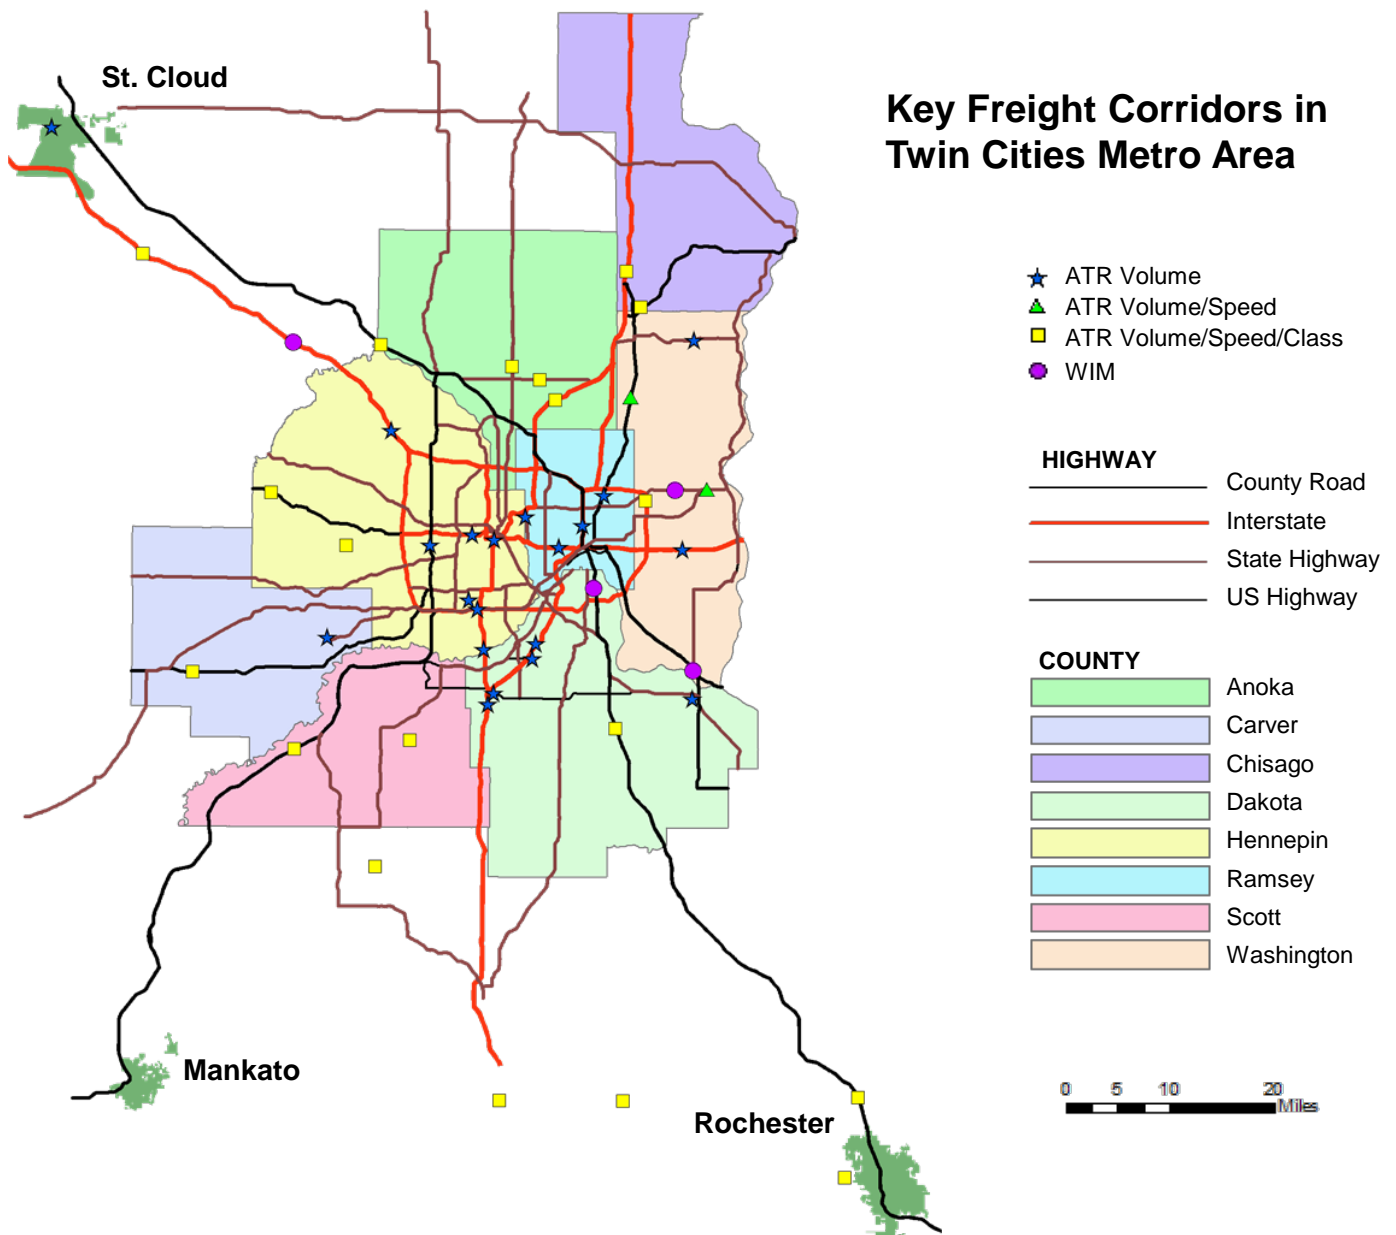 St. Cloud
Key Freight Corridors in
Twin Cities Metro Area
ATR Volume
ATR Volume/Speed
ATR Volume/Speed/Class
WIM
HIGHWAY
County Road
Interstate
State Highway
US Highway
COUNTY
Anoka
Carver
Chisago
Dakota
Hennepin
Ramsey
Scott
Washington
Mankato
Rochester
0 5 10 20
Miles